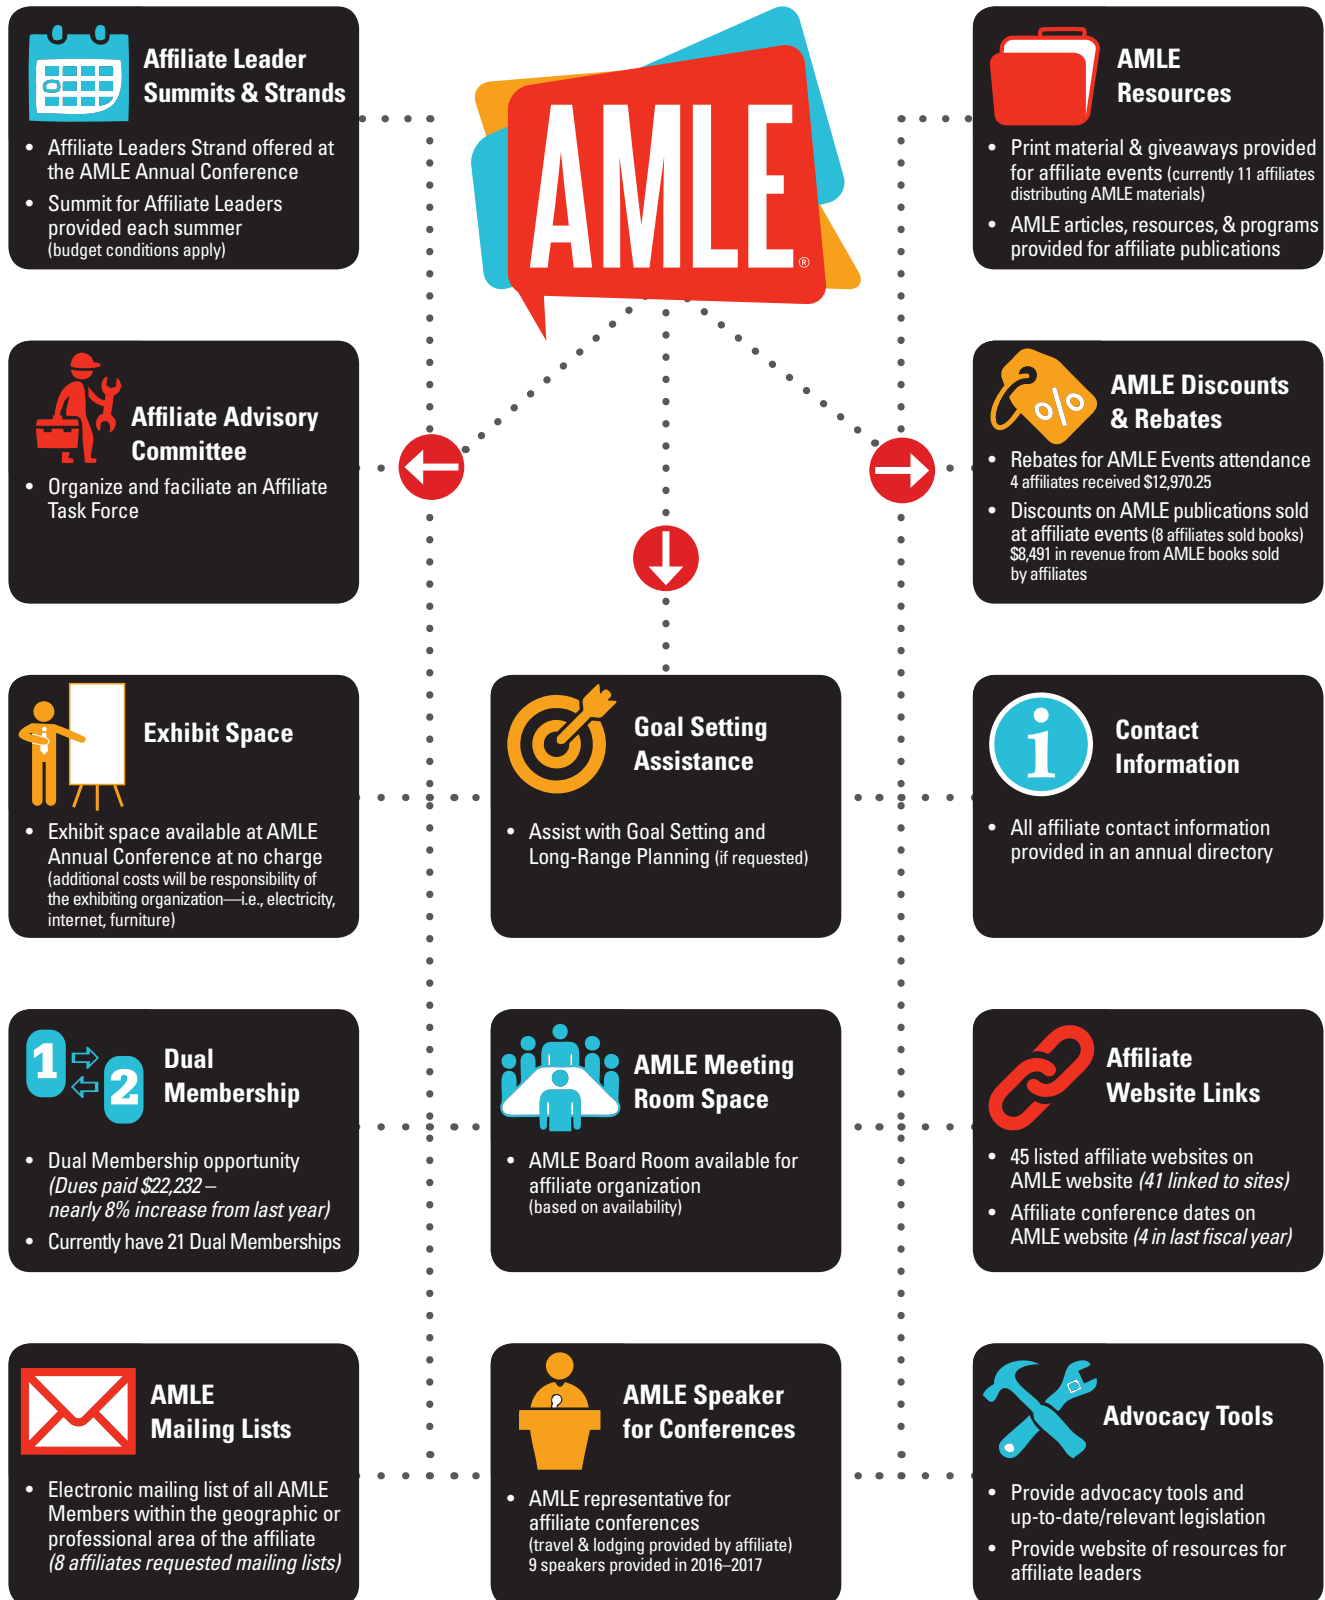 AMLE
®
Affiliate Leader
Summits & Strands
• Affiliate Leaders Strand offered at
the AMLE Annual Conference
• Summit for Affiliate Leaders
provided each summer
(budget conditions apply)
AMLE
Resources
• Print material & giveaways provided
for affiliate events (currently 11 affiliates
distributing AMLE materials)
• AMLE articles, resources, & programs
provided for affiliate publications
Affiliate Advisory
Committee
• Organize and faciliate an Affiliate
Task Force
%
AMLE Discounts
& Rebates
• Rebates for AMLE Events attendance
4 affiliates received $12,970.25
• Discounts on AMLE publications sold
at affiliate events (8 affiliates sold books)
$8,491 in revenue from AMLE books sold
by affiliates
Exhibit Space
• Exhibit space available at AMLE
Annual Conference at no charge
(additional costs will be responsibility of
the exhibiting organization—i.e., electricity,
internet, furniture)
Goal Setting
Assistance
• Assist with Goal Setting and
Long-Range Planning (if requested)
i
Contact
Information
• All affiliate contact information
provided in an annual directory
1
2
Dual
Membership
• Dual Membership opportunity
(Dues paid $22,232 –
nearly 8% increase from last year)
• Currently have 21 Dual Memberships
AMLE Meeting
Room Space
• AMLE Board Room available for
affiliate organization
(based on availability)
Affiliate
Website Links
• 45 listed affiliate websites on
AMLE website (41 linked to sites)
• Affiliate conference dates on
AMLE website (4 in last fiscal year)
AMLE
Mailing Lists
• Electronic mailing list of all AMLE
Members within the geographic or
professional area of the affiliate
(8 affiliates requested mailing lists)
AMLE Speaker
for Conferences
• AMLE representative for
affiliate conferences
(travel & lodging provided by affiliate)
9 speakers provided in 2016–2017
Advocacy Tools
• Provide advocacy tools and
up-to-date/relevant legislation
• Provide website of resources for
affiliate leaders